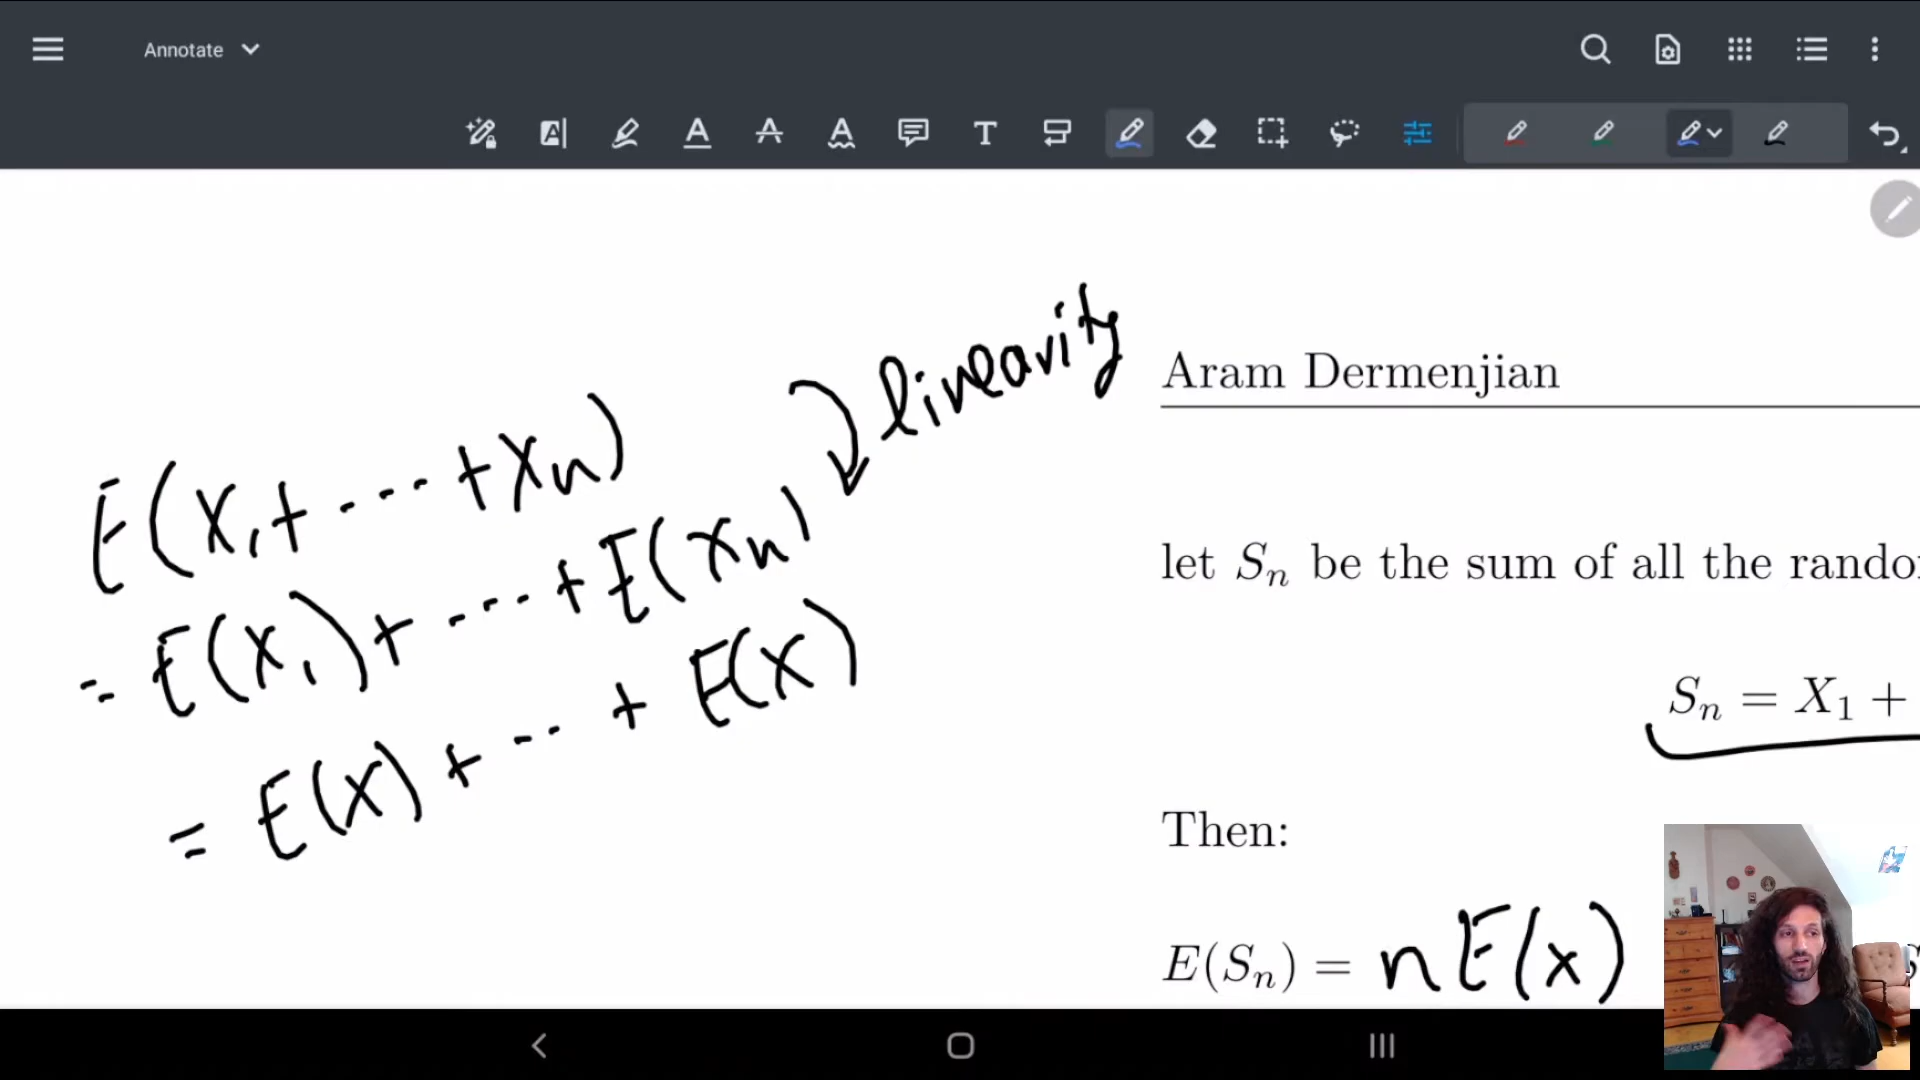 Annotate
linearity
E(X₁+ ··· +Xₙ)
= E(X₁)+ ··· +E(Xₙ)
= E(X)+ ··· + E(X)
Aram Dermenjian
let Sₙ be the sum of all the rando
Sₙ = X₁ +
Then:
E(Sₙ) = nE(x)